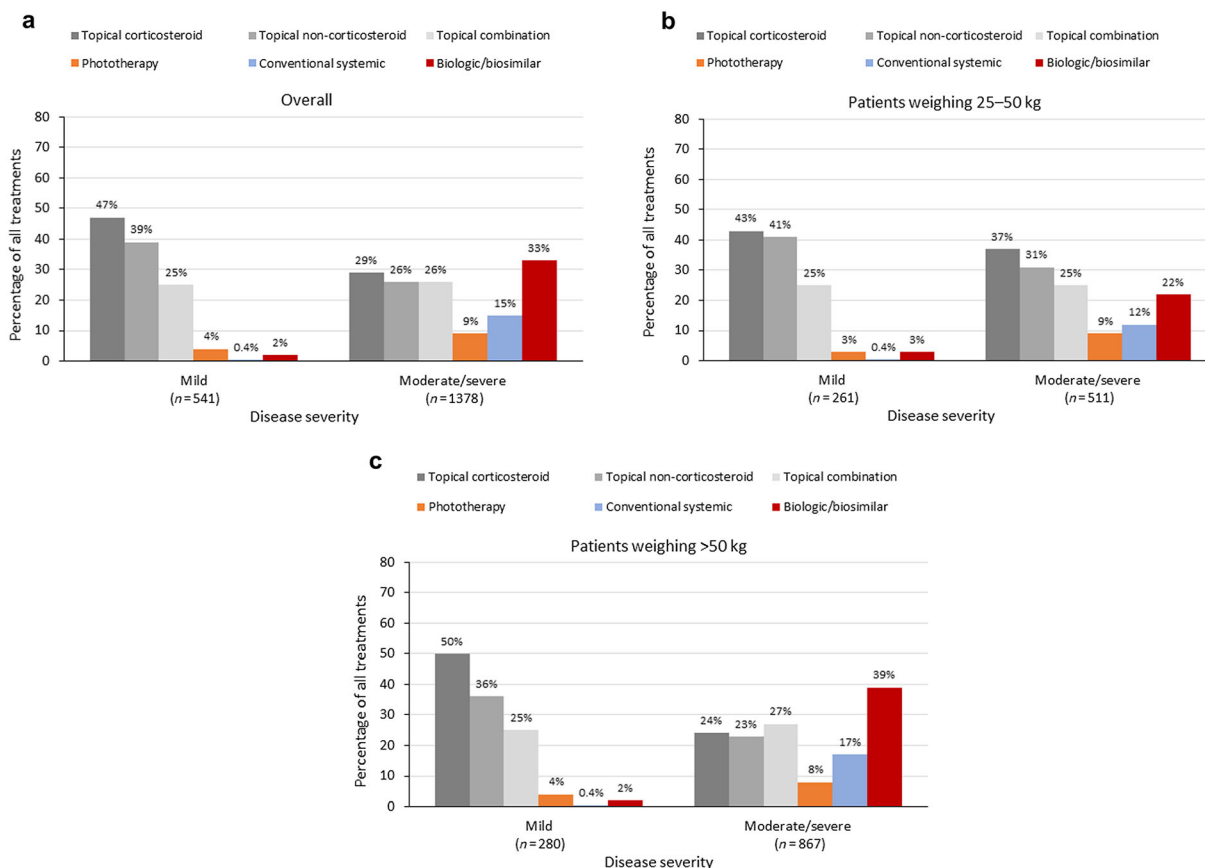 a
Topical corticosteroid Topical non-corticosteroid Topical combination
Phototherapy Conventional systemic Biologic/biosimilar
Overall
Percentage of all treatments
80
70
60
50
40
30
20
10
0
47%
39%
25%
4%
0.4%
2%
29%
26%
26%
9%
15%
33%
Mild Moderate/severe
(n = 541) (n = 1378)
Disease severity
b
Topical corticosteroid Topical non-corticosteroid Topical combination
Phototherapy Conventional systemic Biologic/biosimilar
Patients weighing 25–50 kg
Percentage of all treatments
80
70
60
50
40
30
20
10
0
43%
41%
25%
3%
0.4%
3%
37%
31%
25%
9%
12%
22%
Mild Moderate/severe
(n = 261) (n = 511)
Disease severity
c
Topical corticosteroid Topical non-corticosteroid Topical combination
Phototherapy Conventional systemic Biologic/biosimilar
Patients weighing >50 kg
Percentage of all treatments
80
70
60
50
40
30
20
10
0
50%
36%
25%
4%
0.4%
2%
24%
23%
27%
8%
17%
39%
Mild Moderate/severe
(n = 280) (n = 867)
Disease severity